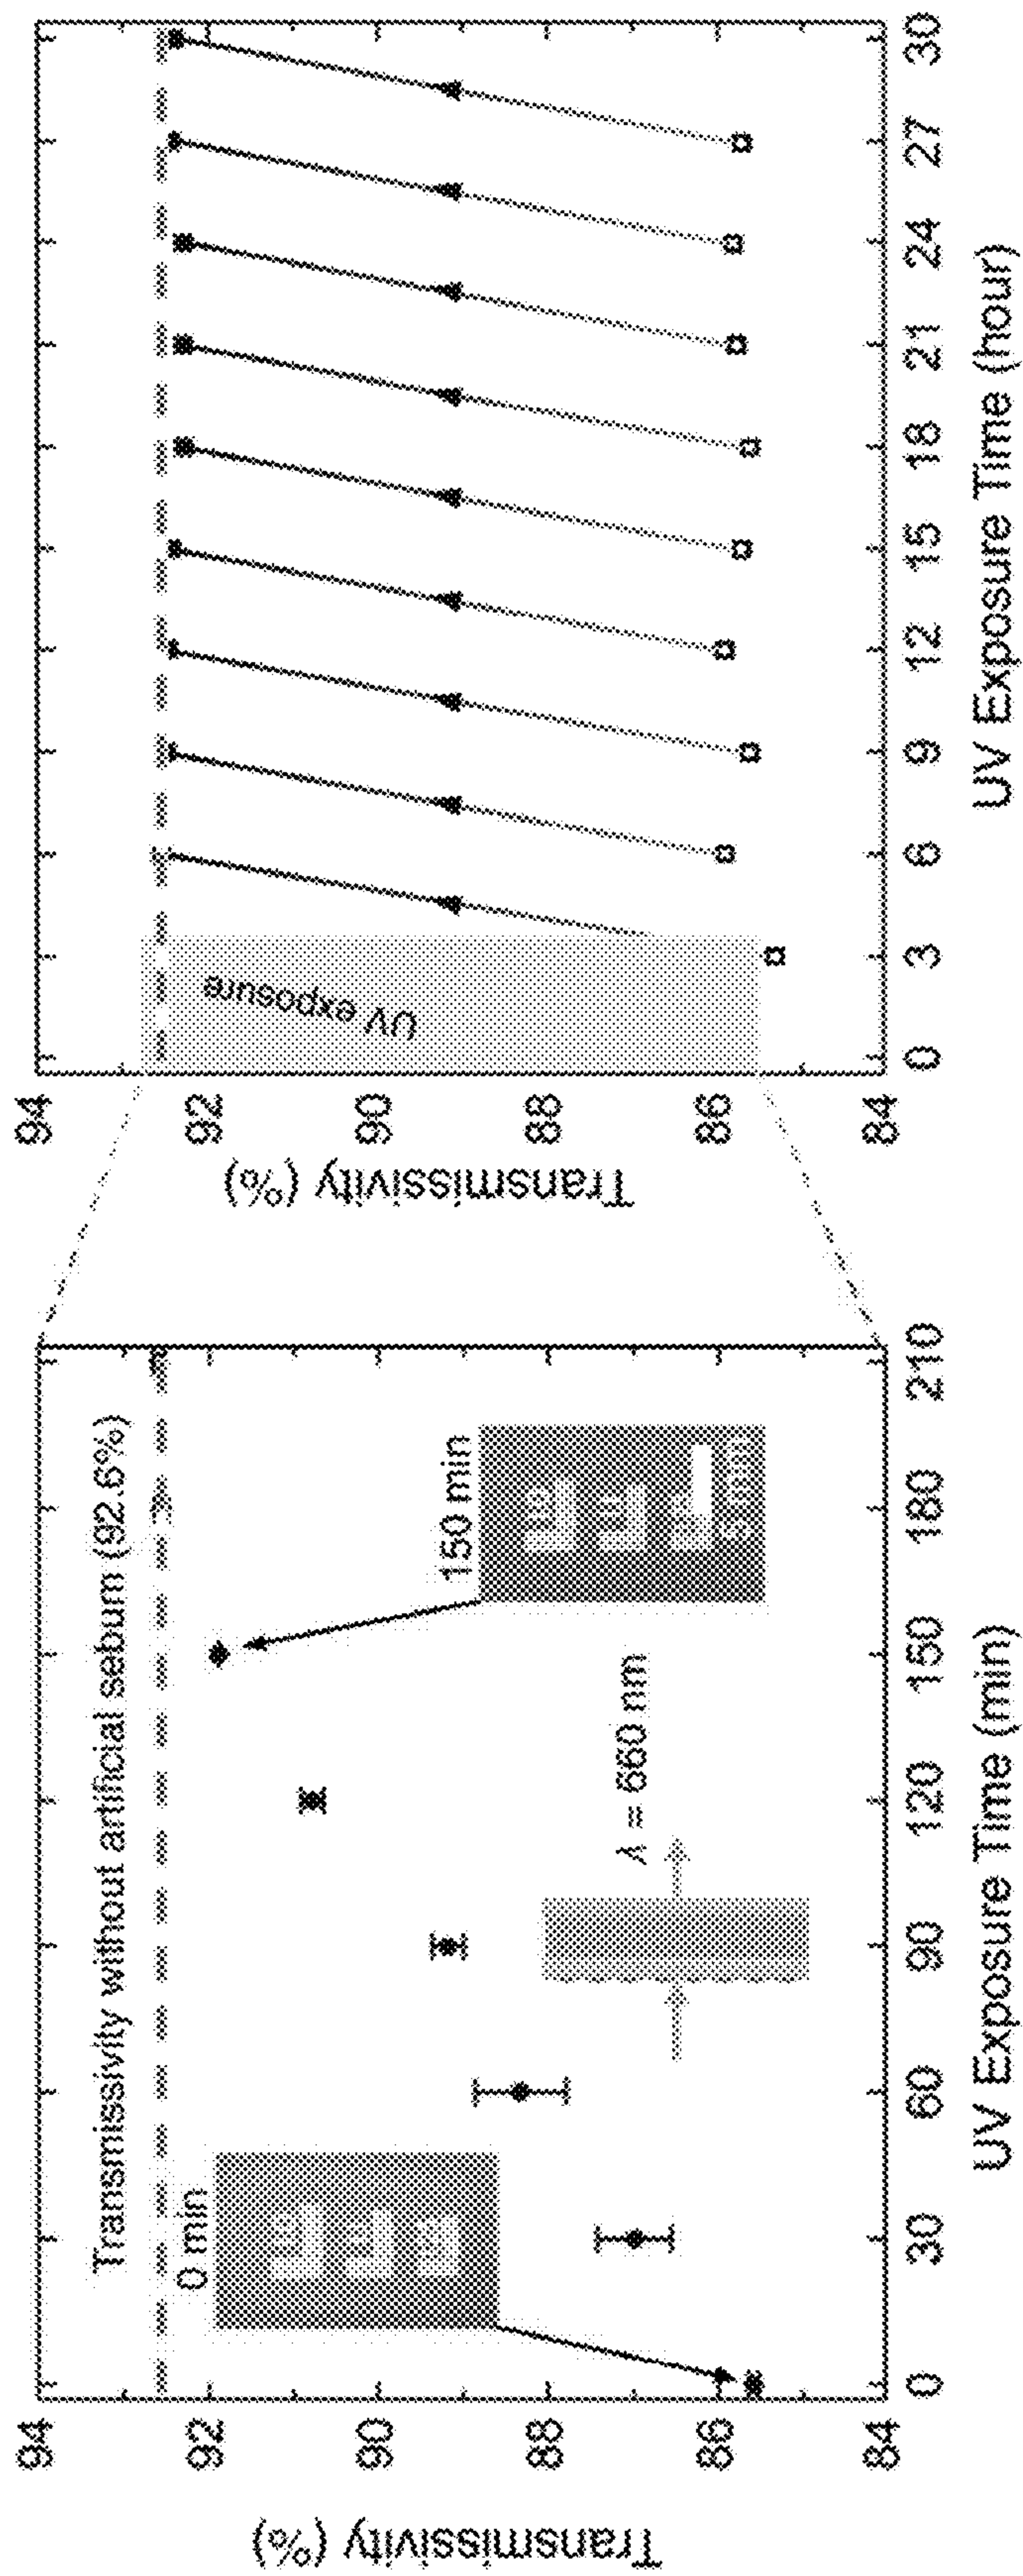 Transmissivity (%)
94
92
90
88
86
84
Transmissivity without artificial sebum (92.6%)
0 min
150 min
5 mm
λ = 660 nm
0 30 60 90 120 150 180 210
UV Exposure Time (min)
Transmissivity (%)
94
92
90
88
86
84
UV exposure
0 3 6 9 12 15 18 21 24 27 30
UV Exposure Time (hour)